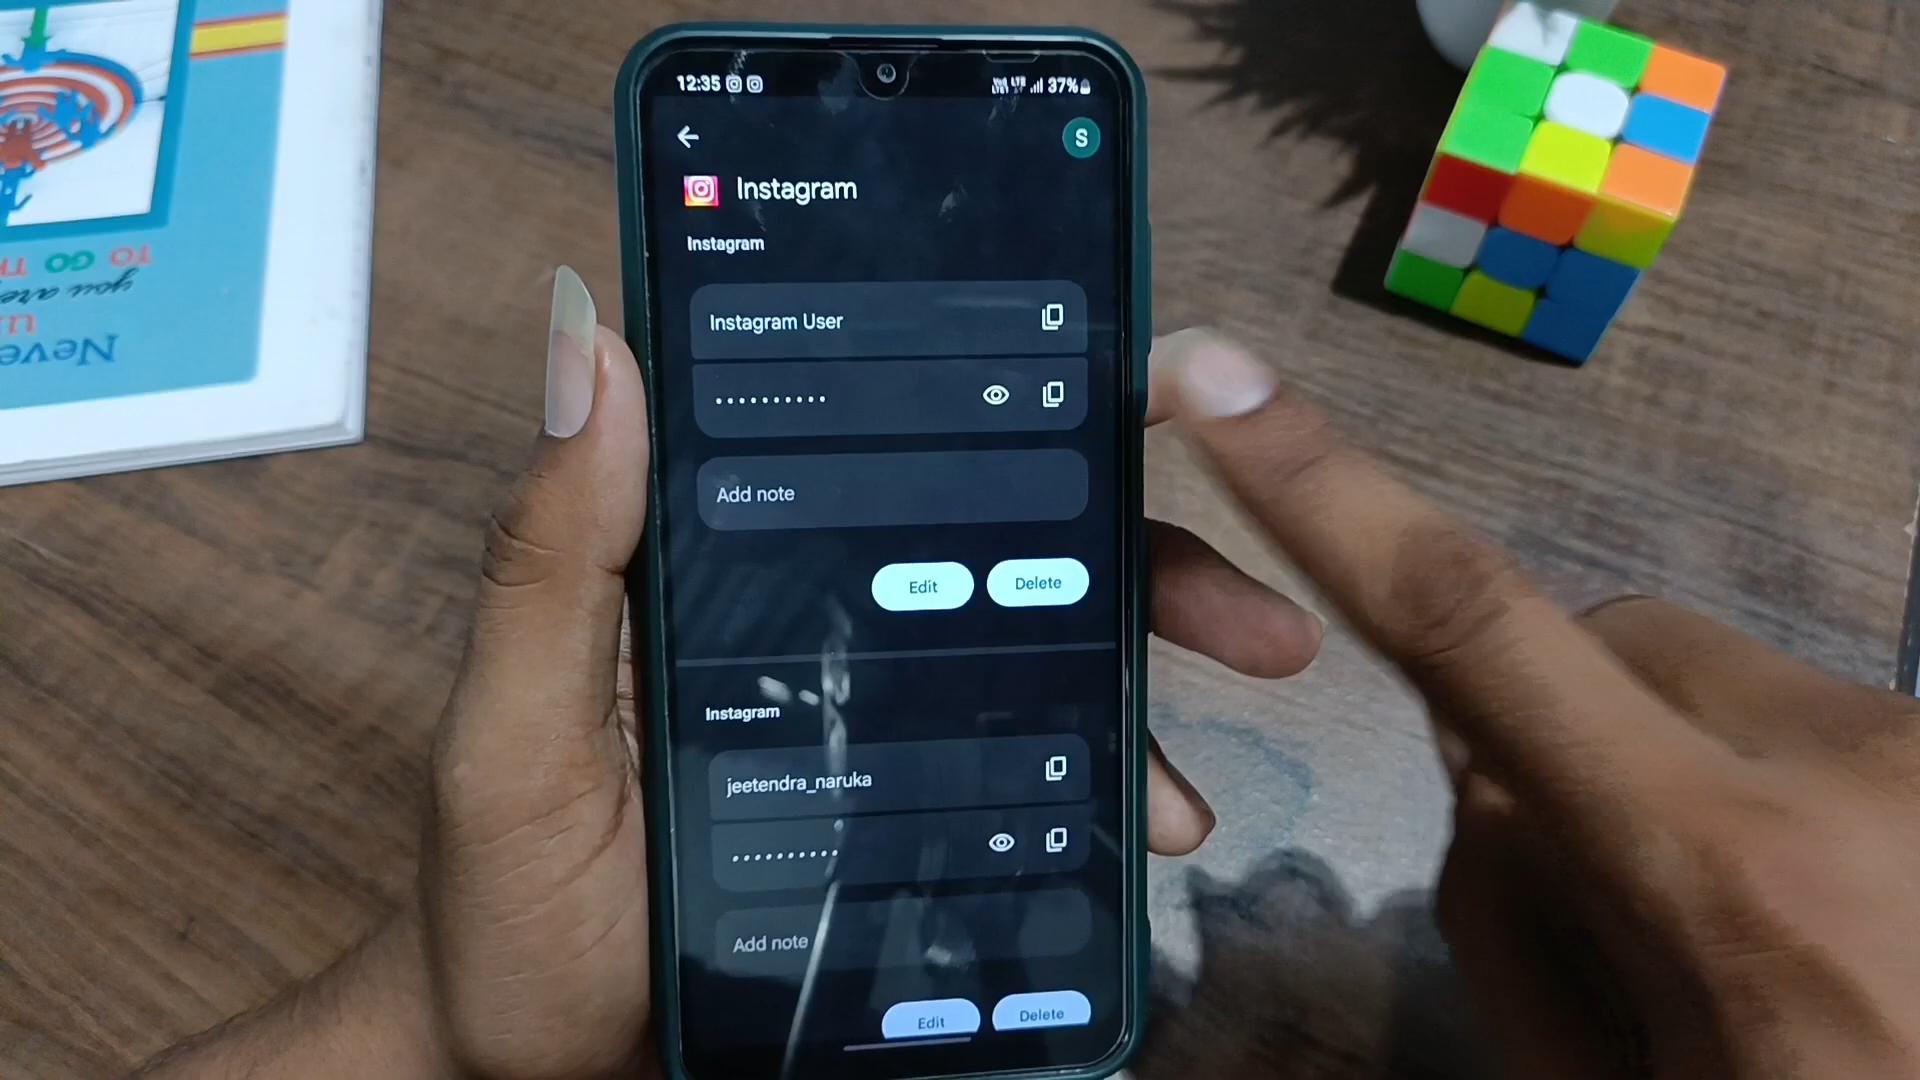 12:35
37%
S
Instagram
Instagram
Instagram User
Add note
Edit
Delete
Instagram
jeetendra_naruka
Add note
Edit
Delete
Neve
you are
TO GO